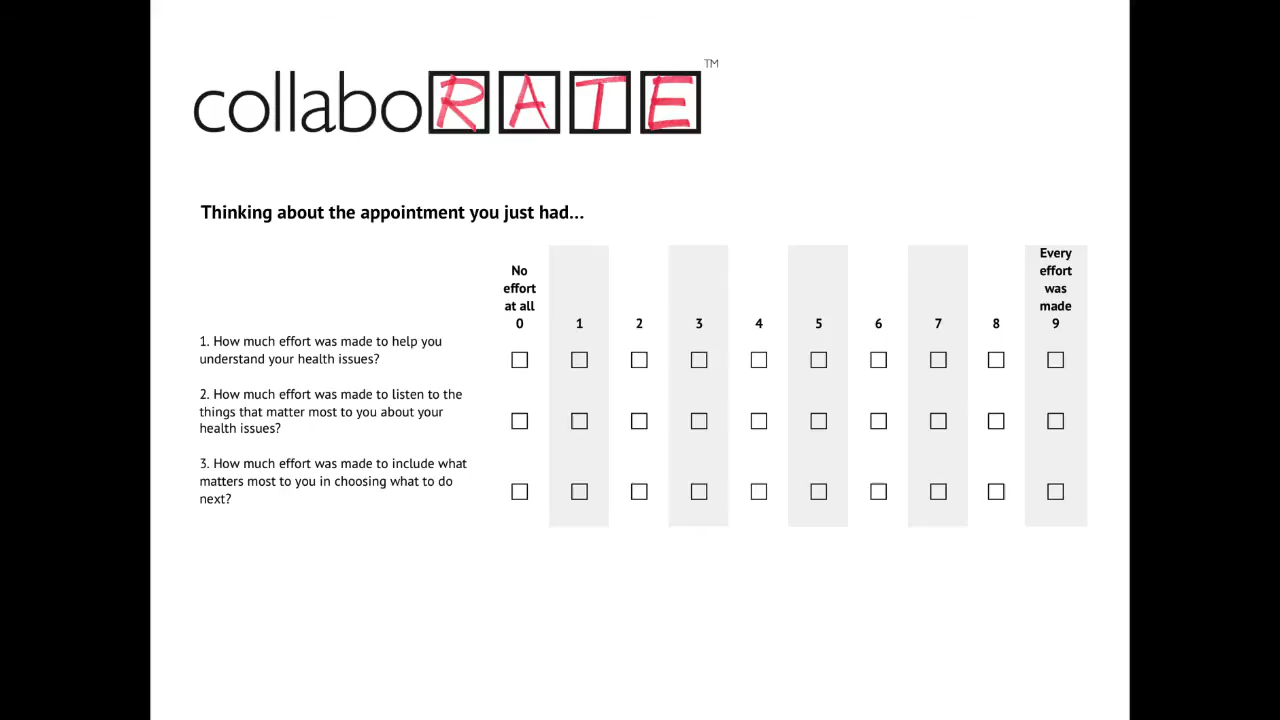 collaboRATE™
Thinking about the appointment you just had...
No effort at all
Every effort was made
0 1 2 3 4 5 6 7 8 9
1. How much effort was made to help you
understand your health issues?
2. How much effort was made to listen to the
things that matter most to you about your
health issues?
3. How much effort was made to include what
matters most to you in choosing what to do
next?